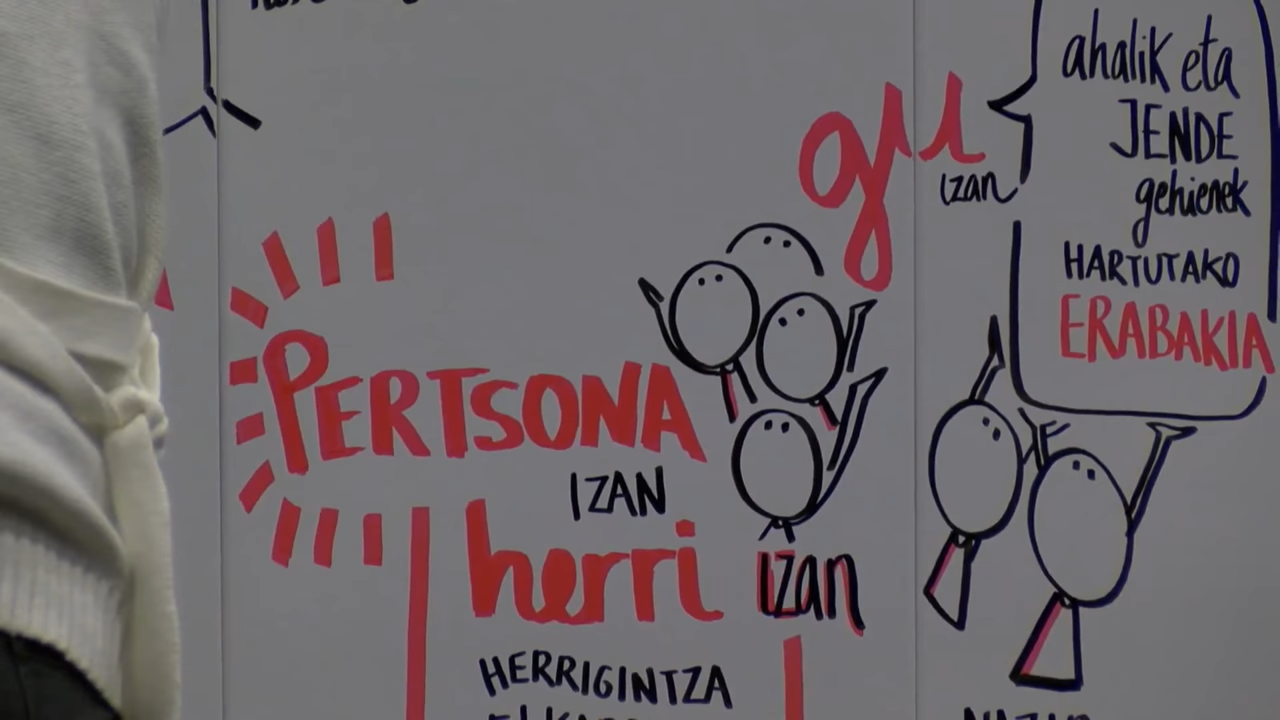 gu
izan
ahalik eta
JENDE
gehienek
HARTUTAKO
ERABAKIA
PERTSONA
IZAN
herri izan
HERRIGINTZA